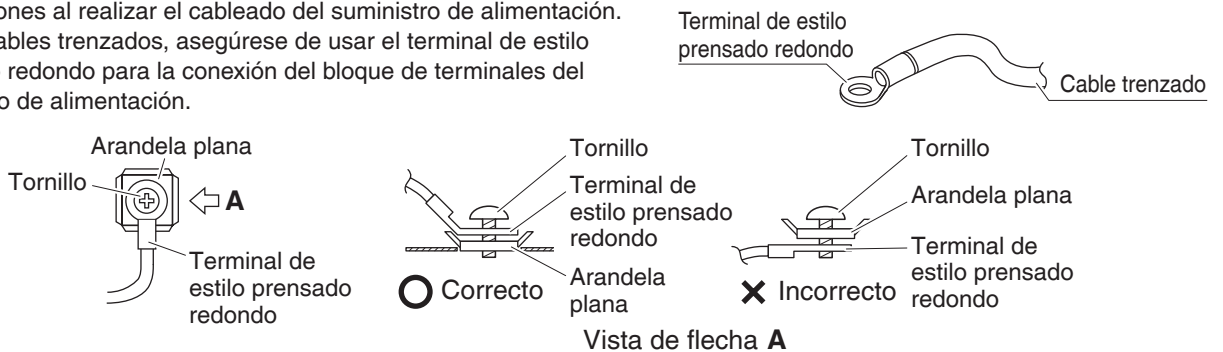 ones al realizar el cableado del suministro de alimentación.
ables trenzados, asegúrese de usar el terminal de estilo
redondo para la conexión del bloque de terminales del
o de alimentación.
Terminal de estilo
prensado redondo
Cable trenzado
Arandela plana
Tornillo
A
Terminal de
estilo prensado
redondo
Tornillo
Terminal de
estilo prensado
redondo
Arandela
plana
Correcto
Tornillo
Arandela plana
Terminal de
estilo prensado
redondo
Incorrecto
Vista de flecha A